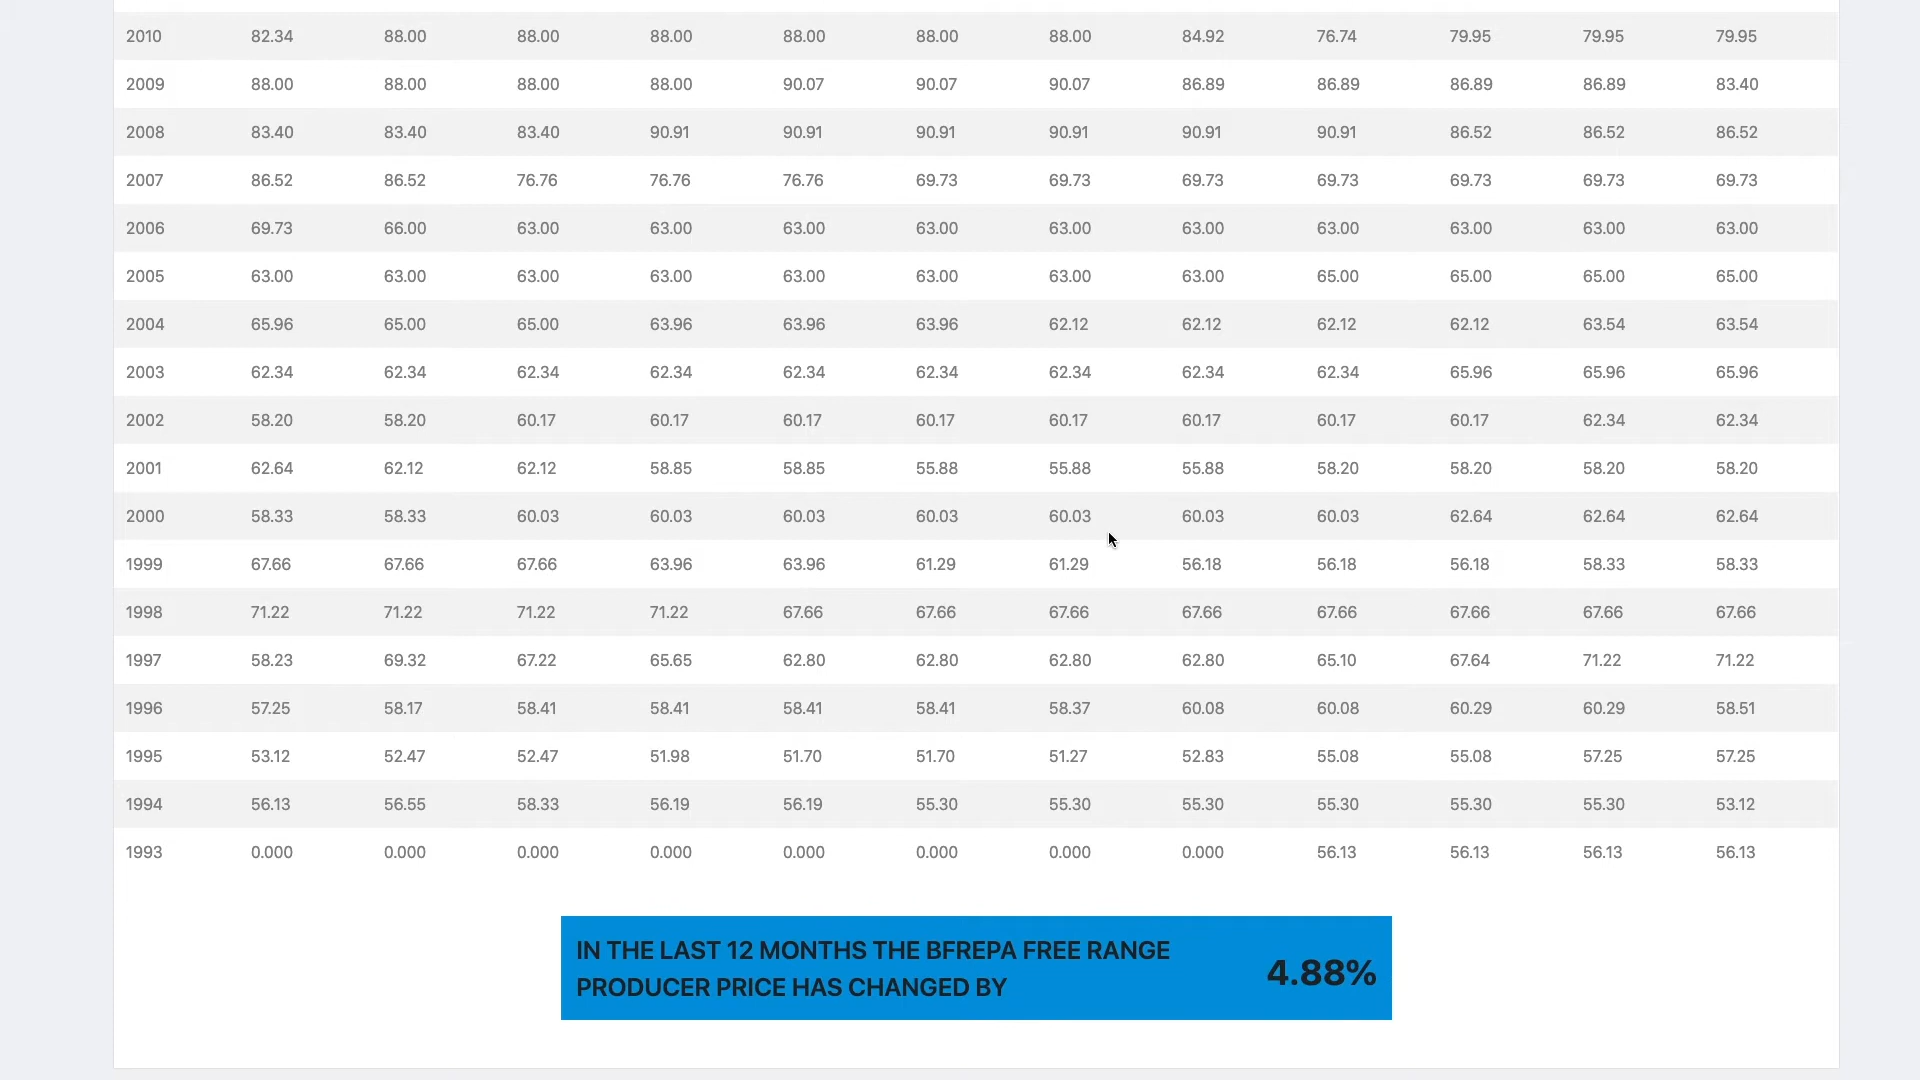 2010 82.34 88.00 88.00 88.00 88.00 88.00 88.00 84.92 76.74 79.95 79.95 79.95
2009 88.00 88.00 88.00 88.00 90.07 90.07 90.07 86.89 86.89 86.89 86.89 83.40
2008 83.40 83.40 83.40 90.91 90.91 90.91 90.91 90.91 90.91 86.52 86.52 86.52
2007 86.52 86.52 76.76 76.76 76.76 69.73 69.73 69.73 69.73 69.73 69.73 69.73
2006 69.73 66.00 63.00 63.00 63.00 63.00 63.00 63.00 63.00 63.00 63.00 63.00
2005 63.00 63.00 63.00 63.00 63.00 63.00 63.00 63.00 65.00 65.00 65.00 65.00
2004 65.96 65.00 65.00 63.96 63.96 63.96 62.12 62.12 62.12 62.12 63.54 63.54
2003 62.34 62.34 62.34 62.34 62.34 62.34 62.34 62.34 62.34 65.96 65.96 65.96
2002 58.20 58.20 60.17 60.17 60.17 60.17 60.17 60.17 60.17 60.17 62.34 62.34
2001 62.64 62.12 62.12 58.85 58.85 55.88 55.88 55.88 58.20 58.20 58.20 58.20
2000 58.33 58.33 60.03 60.03 60.03 60.03 60.03 60.03 60.03 62.64 62.64 62.64
1999 67.66 67.66 67.66 63.96 63.96 61.29 61.29 56.18 56.18 56.18 58.33 58.33
1998 71.22 71.22 71.22 71.22 67.66 67.66 67.66 67.66 67.66 67.66 67.66 67.66
1997 58.23 69.32 67.22 65.65 62.80 62.80 62.80 62.80 65.10 67.64 71.22 71.22
1996 57.25 58.17 58.41 58.41 58.41 58.41 58.37 60.08 60.08 60.29 60.29 58.51
1995 53.12 52.47 52.47 51.98 51.70 51.70 51.27 52.83 55.08 55.08 57.25 57.25
1994 56.13 56.55 58.33 56.19 56.19 55.30 55.30 55.30 55.30 55.30 55.30 53.12
1993 0.000 0.000 0.000 0.000 0.000 0.000 0.000 0.000 56.13 56.13 56.13 56.13
IN THE LAST 12 MONTHS THE BFREPA FREE RANGE
PRODUCER PRICE HAS CHANGED BY
4.88%